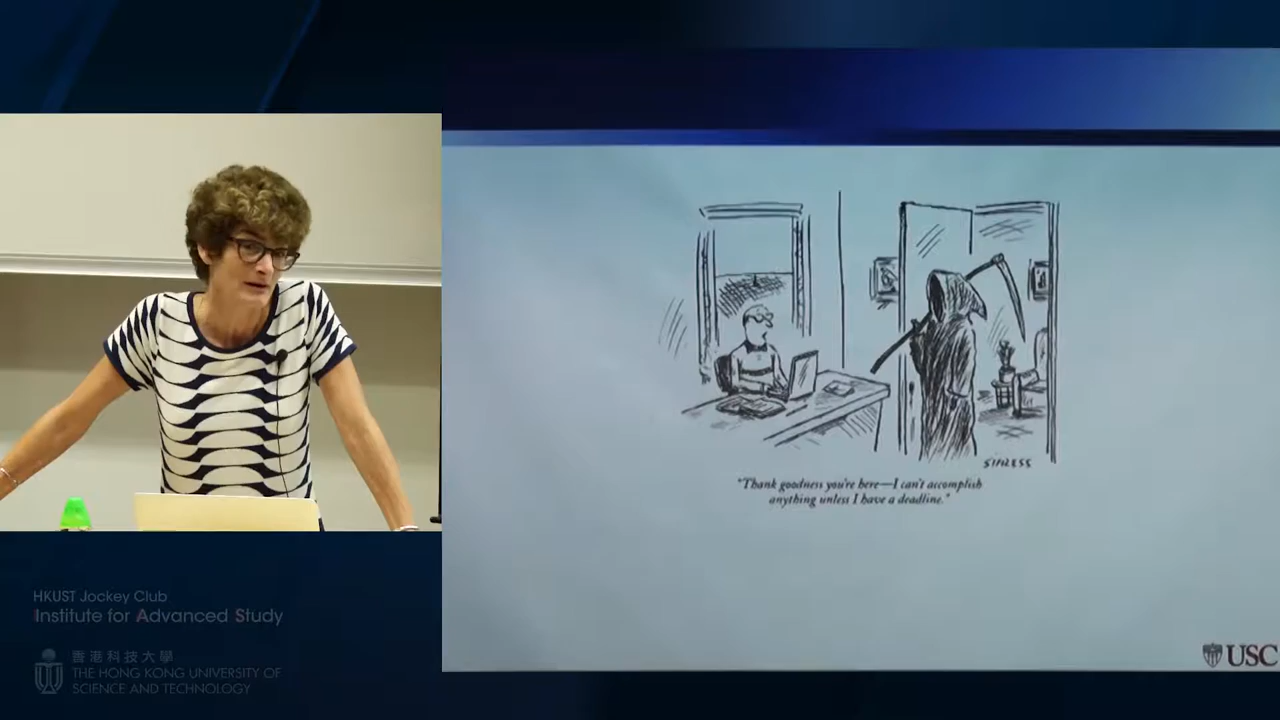 SIPRESS
"Thank goodness you're here—I can't accomplish
anything unless I have a deadline."
USC
HKUST Jockey Club
Institute for Advanced Study
香港科技大學
THE HONG KONG UNIVERSITY OF
SCIENCE AND TECHNOLOGY